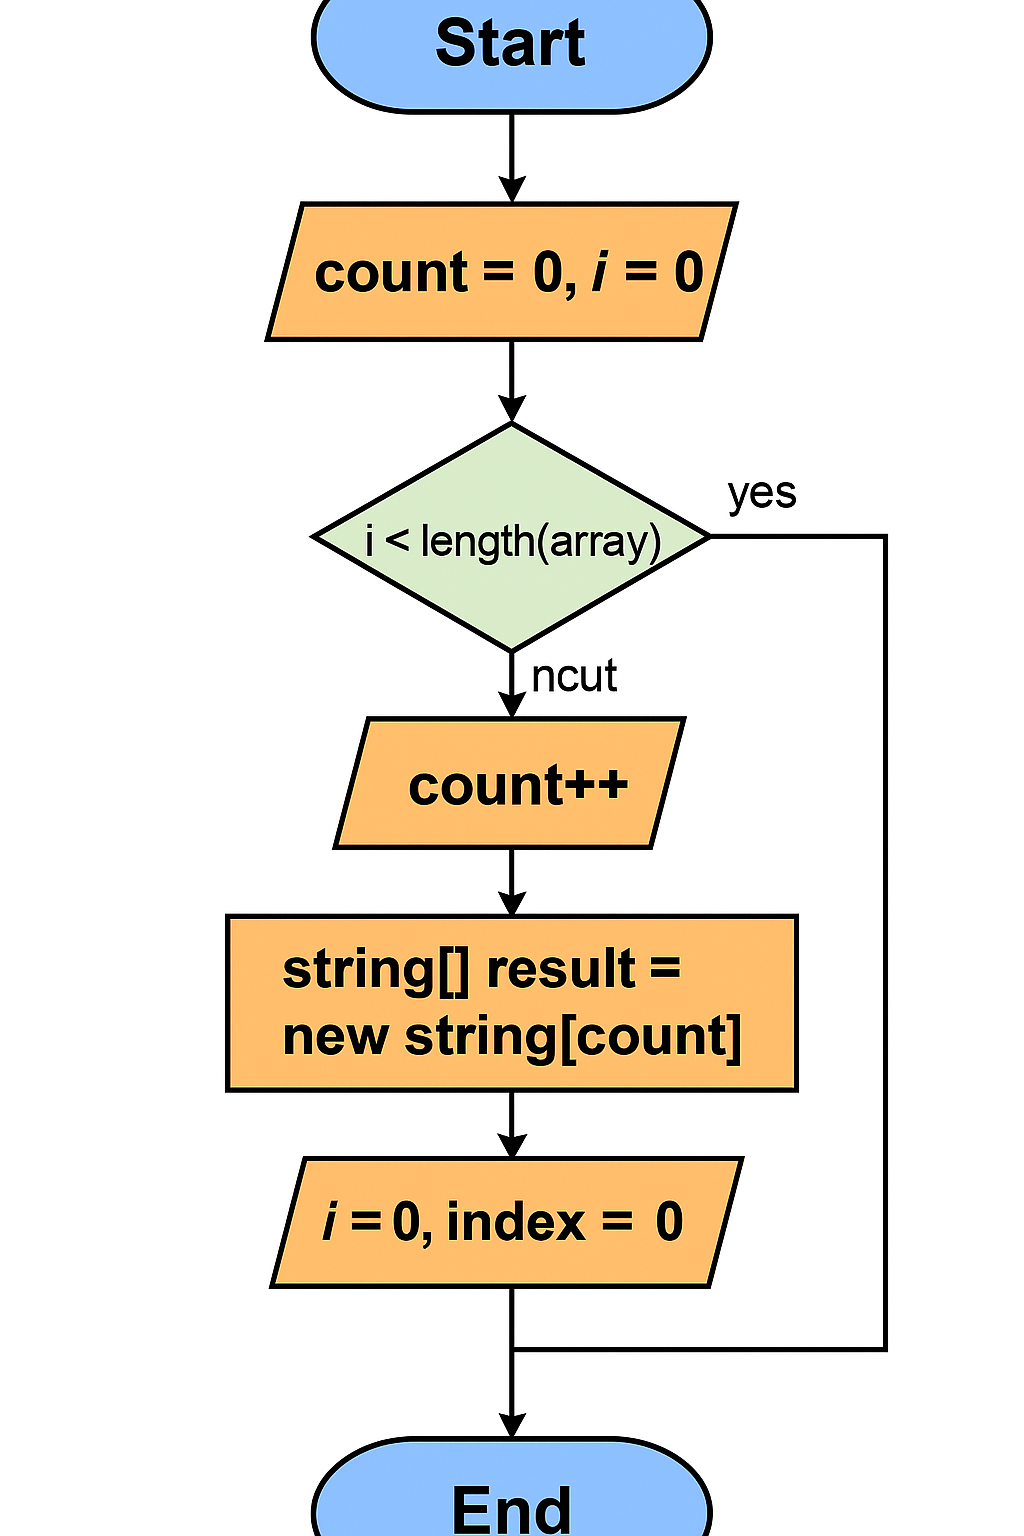 Start
count = 0, i = 0
i < length(array)
yes
ncut
count++
string[] result =
new string[count]
i = 0, index = 0
End